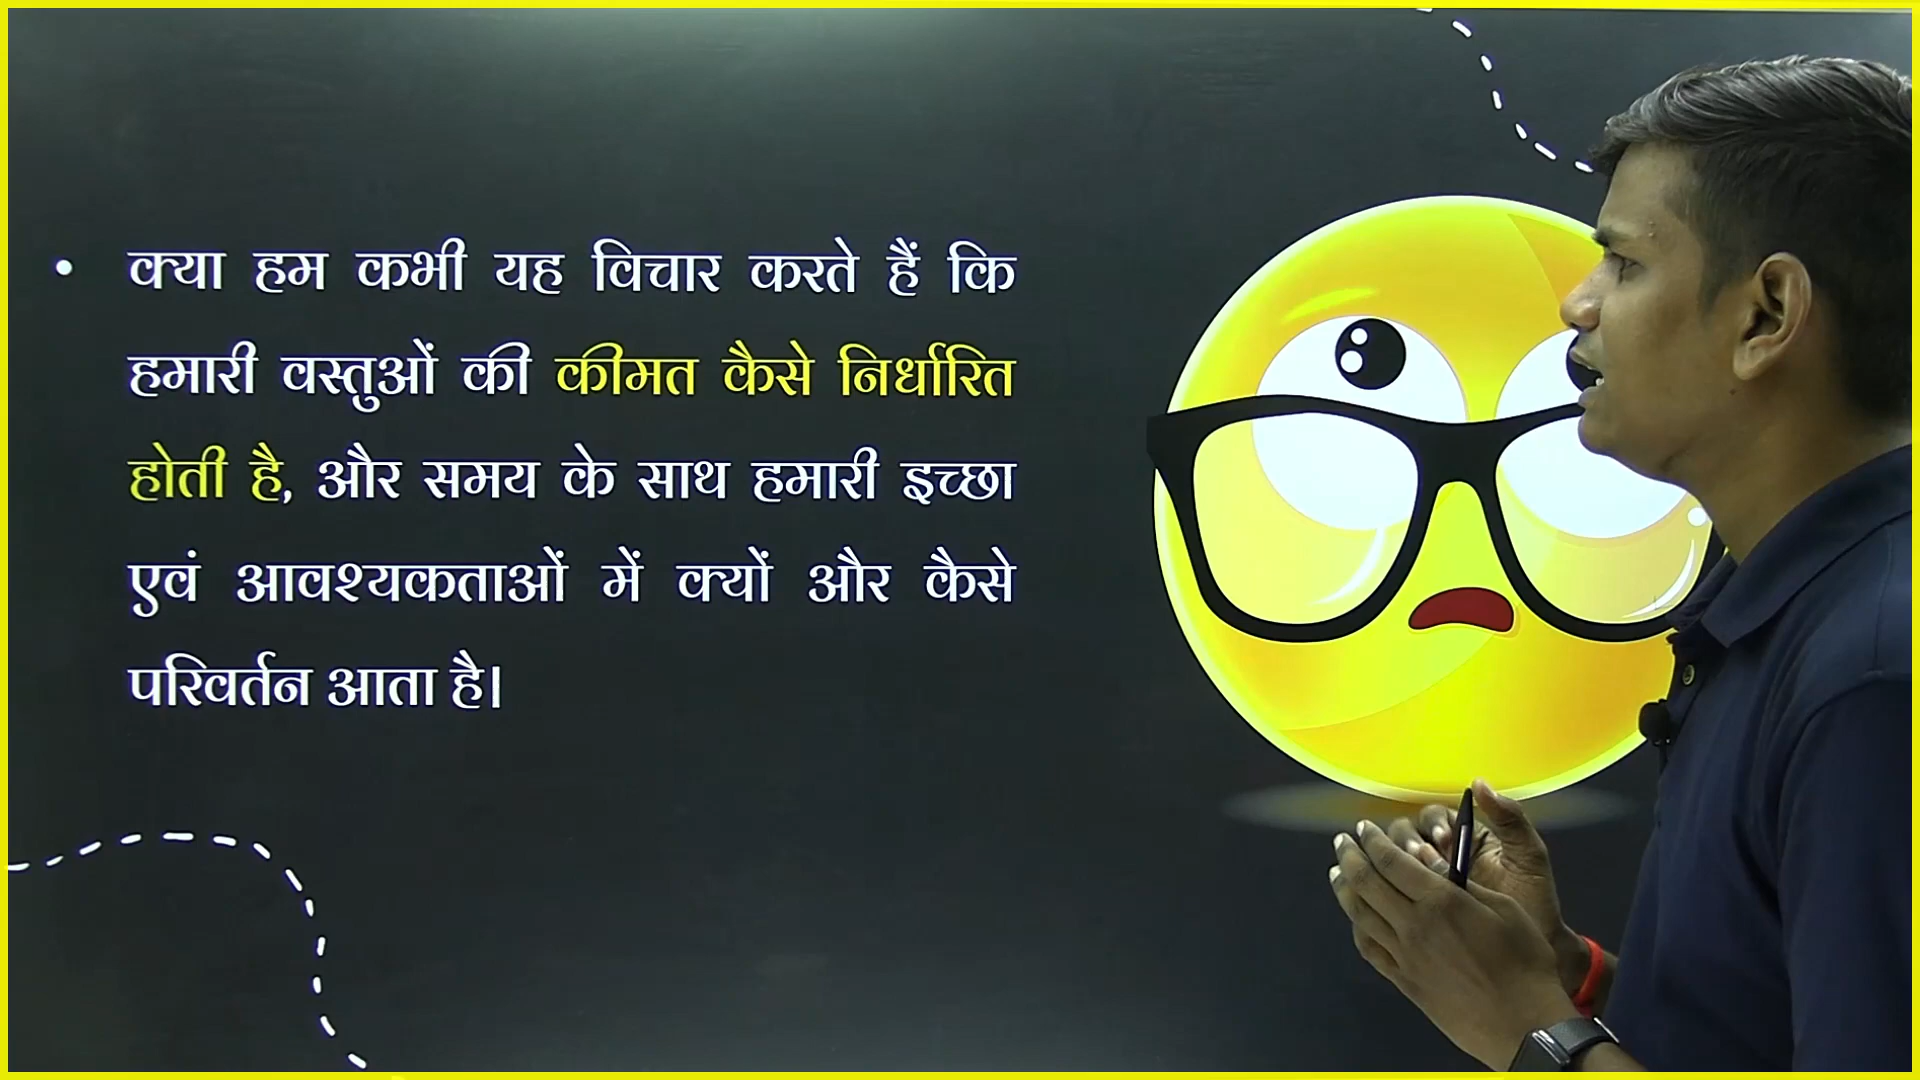 • क्या हम कभी यह विचार करते हैं कि
हमारी वस्तुओं की कीमत कैसे निर्धारित
होती है, और समय के साथ हमारी इच्छा
एवं आवश्यकताओं में क्यों और कैसे
परिवर्तन आता है।